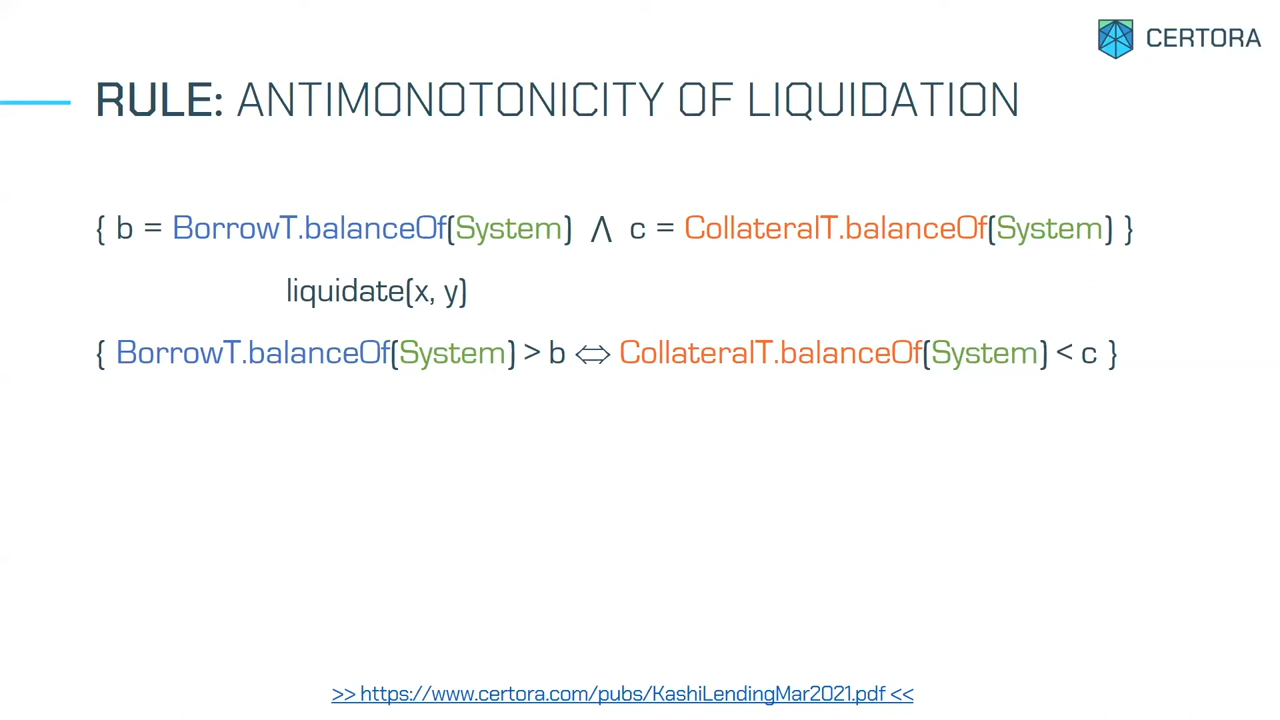 CERTORA
RULE: ANTIMONOTONICITY OF LIQUIDATION
{ b = BorrowT.balanceOf(System) ∧ c = CollateralT.balanceOf(System) }
liquidate(x, y)
{ BorrowT.balanceOf(System) > b ⇔ CollateralT.balanceOf(System) < c }
>> https://www.certora.com/pubs/KashiLendingMar2021.pdf <<